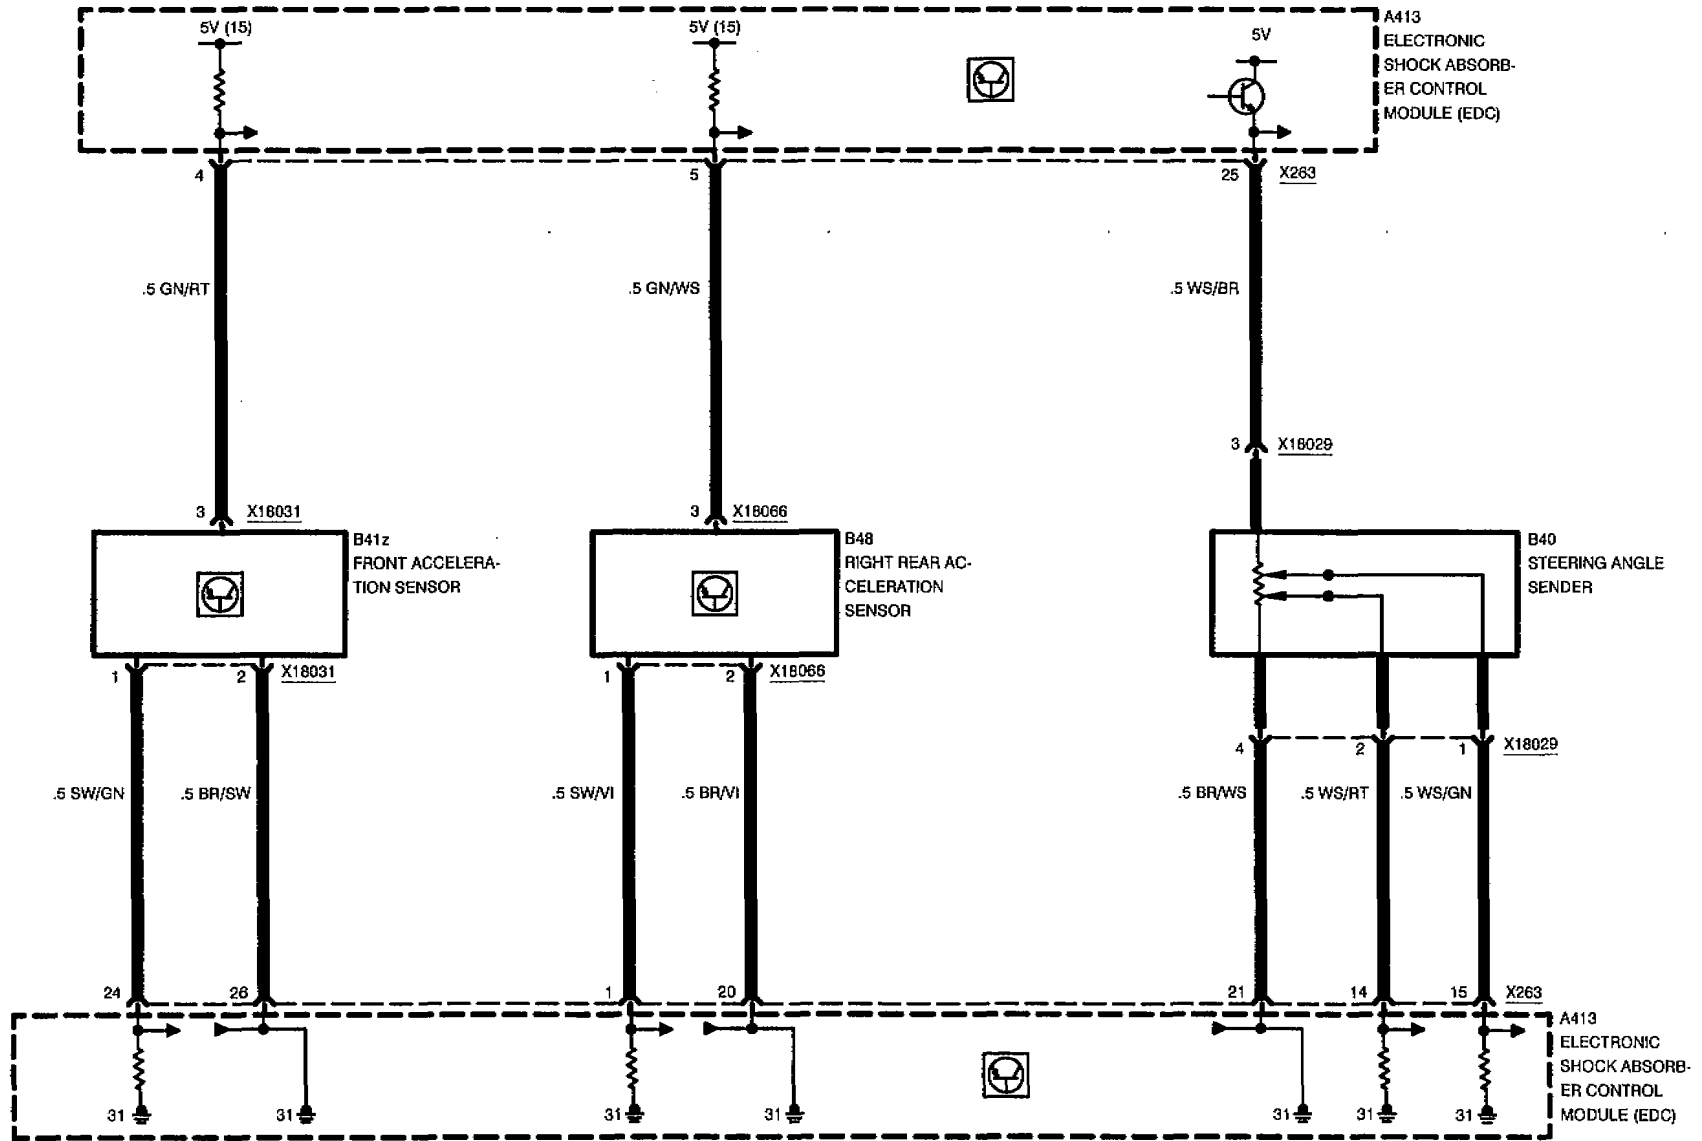 5V (15)
5V (15)
5V
A413
ELECTRONIC
SHOCK ABSORB-
ER CONTROL
MODULE (EDC)
4
5
25
X263
.5 GN/RT
.5 GN/WS
.5 WS/BR
3
X18029
3
X18031
3
X18066
B41z
FRONT ACCELERA-
TION SENSOR
B48
RIGHT REAR AC-
CELERATION
SENSOR
B40
STEERING ANGLE
SENDER
1
2
X18031
1
2
X18066
4
2
1
X18029
.5 SW/GN
.5 BR/SW
.5 SW/VI
.5 BR/VI
.5 BR/WS
.5 WS/RT
.5 WS/GN
24
26
1
20
21
14
15
X263
A413
ELECTRONIC
SHOCK ABSORB-
ER CONTROL
MODULE (EDC)
31
31
31
31
31
31
31